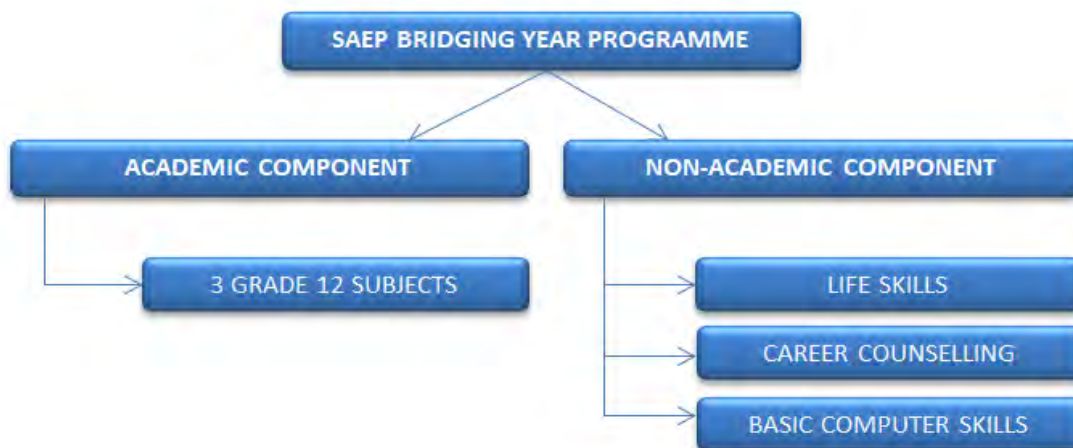 SAEP BRIDGING YEAR PROGRAMME
ACADEMIC COMPONENT
3 GRADE 12 SUBJECTS
NON-ACADEMIC COMPONENT
LIFE SKILLS
CAREER COUNSELLING
BASIC COMPUTER SKILLS